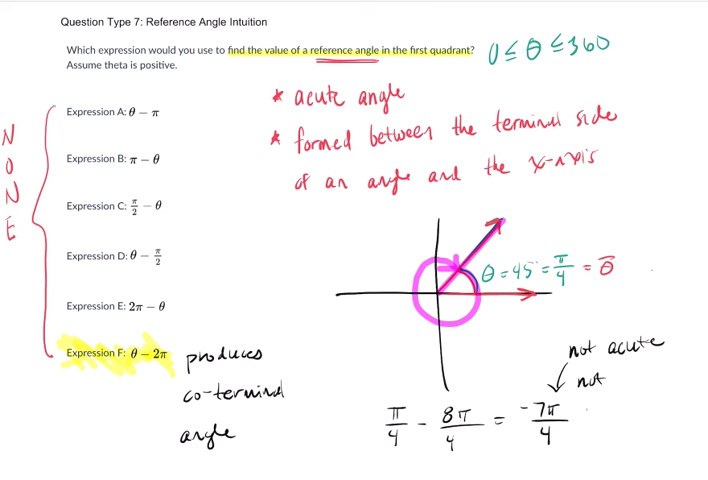 Question Type 7: Reference Angle Intuition
Which expression would you use to find the value of a reference angle in the first quadrant?
0 ≤ θ ≤ 360
Assume theta is positive.
* acute angle
* formed between the terminal side
of an angle and the x-axis
NONE
Expression A: θ − π
Expression B: π − θ
Expression C: π/2 − θ
Expression D: θ − π/2
Expression E: 2π − θ
Expression F: θ − 2π
produces
co-terminal
angle
θ = 45° = π/4 = θ̅
not acute
not
π/4 − 8π/4 = −7π/4